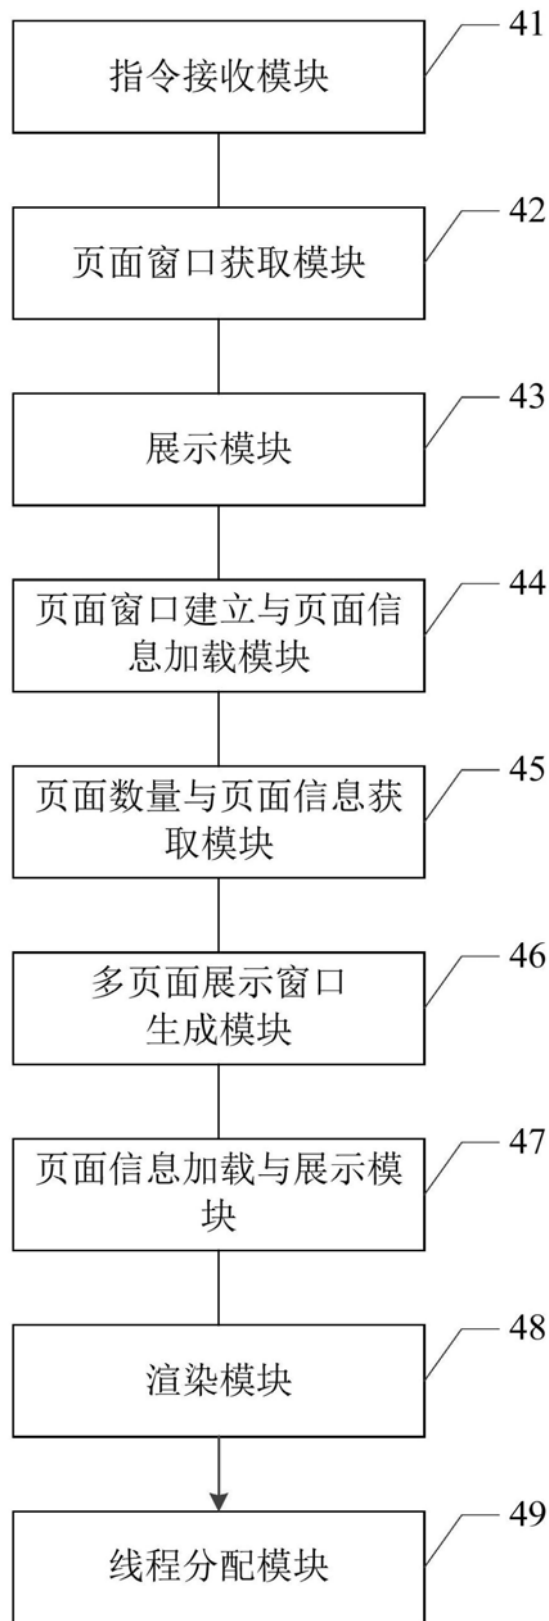 41
指令接收模块
42
页面窗口获取模块
43
展示模块
44
页面窗口建立与页面信
息加载模块
45
页面数量与页面信息获
取模块
46
多页面展示窗口
生成模块
47
页面信息加载与展示模
块
48
渲染模块
49
线程分配模块